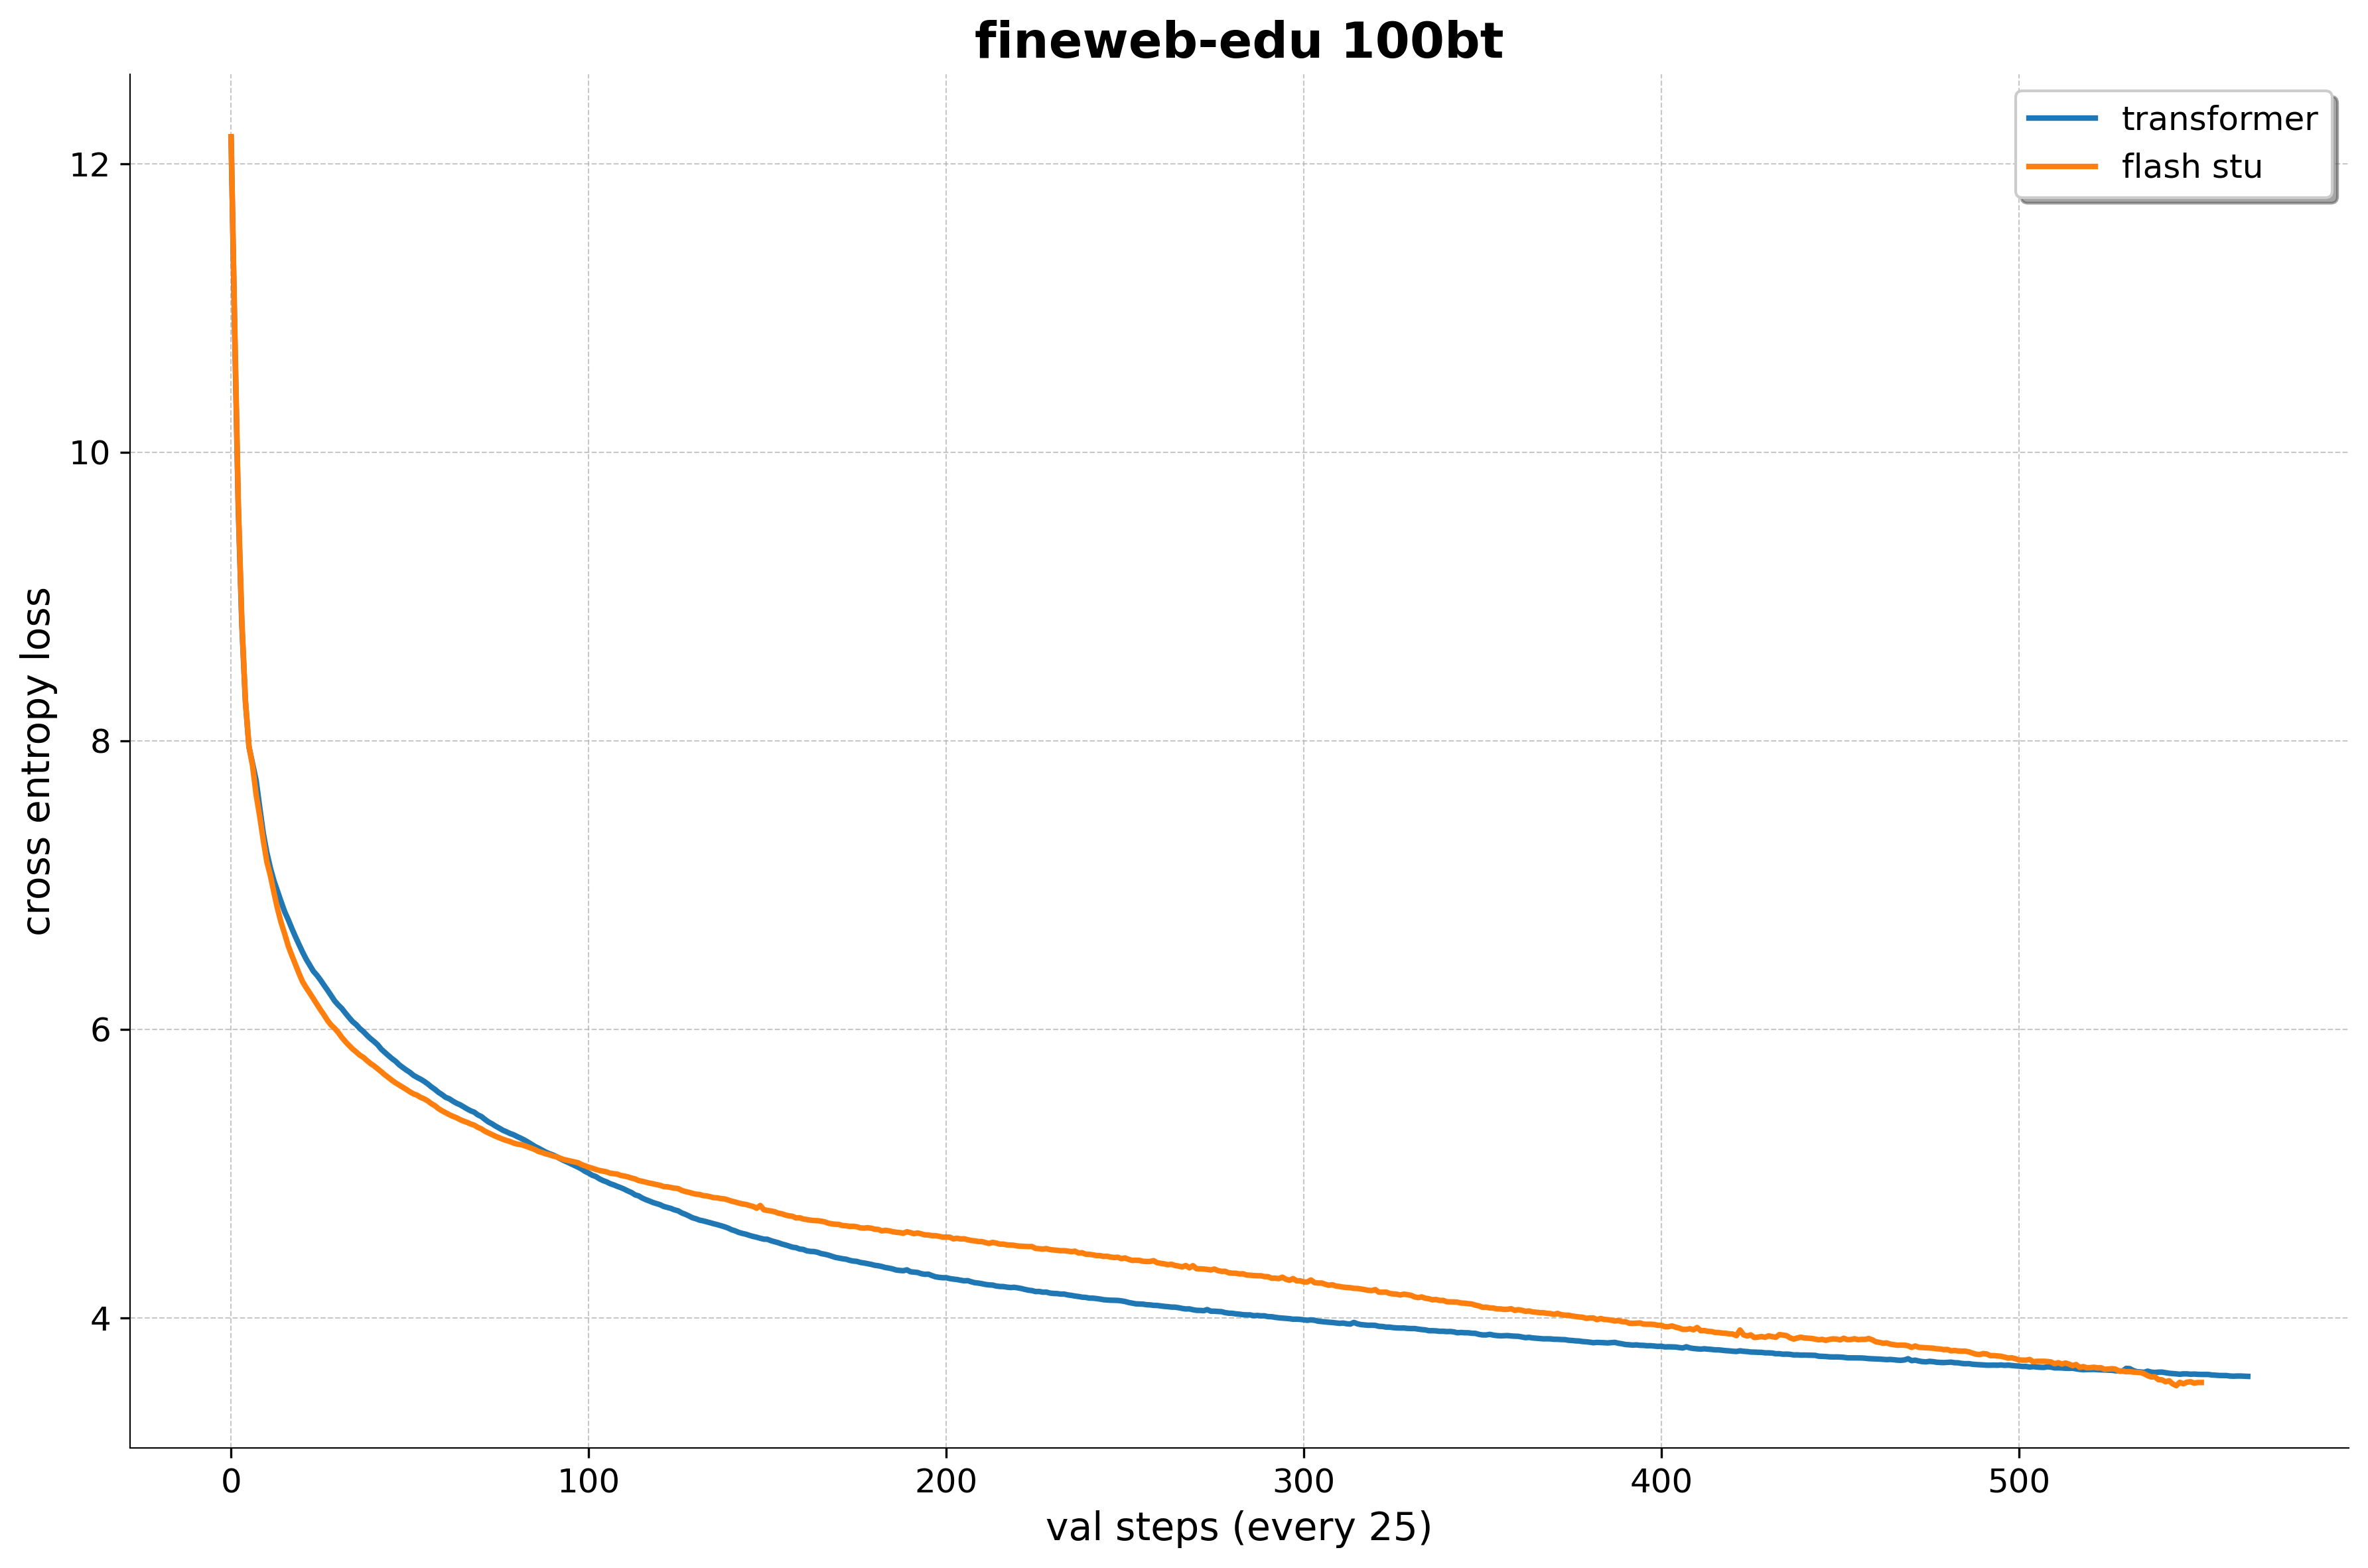 fineweb-edu 100bt
transformer
flash stu
12
10
8
6
4
cross entropy loss
0 100 200 300 400 500
val steps (every 25)